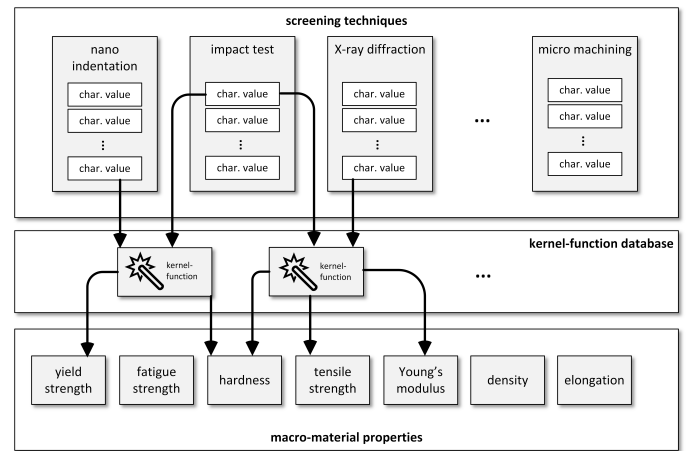 screening techniques
nano
indentation
char. value
char. value
⋮
char. value
impact test
char. value
char. value
⋮
char. value
X-ray diffraction
char. value
char. value
⋮
char. value
...
micro machining
char. value
char. value
⋮
char. value
kernel-function database
kernel-
function
kernel-
function
...
yield
strength
fatigue
strength
hardness
tensile
strength
Young's
modulus
density
elongation
macro-material properties